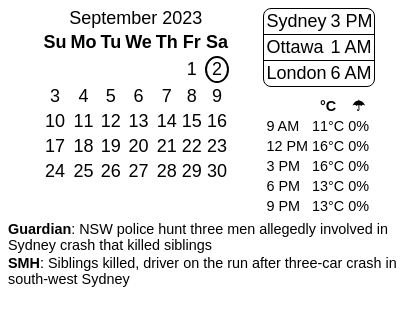 September 2023
Su Mo Tu We Th Fr Sa
1 2
3 4 5 6 7 8 9
10 11 12 13 14 15 16
17 18 19 20 21 22 23
24 25 26 27 28 29 30
Sydney 3 PM
Ottawa 1 AM
London 6 AM
°C ☂
9 AM 11°C 0%
12 PM 16°C 0%
3 PM 16°C 0%
6 PM 13°C 0%
9 PM 13°C 0%
Guardian: NSW police hunt three men allegedly involved in
Sydney crash that killed siblings
SMH: Siblings killed, driver on the run after three-car crash in
south-west Sydney